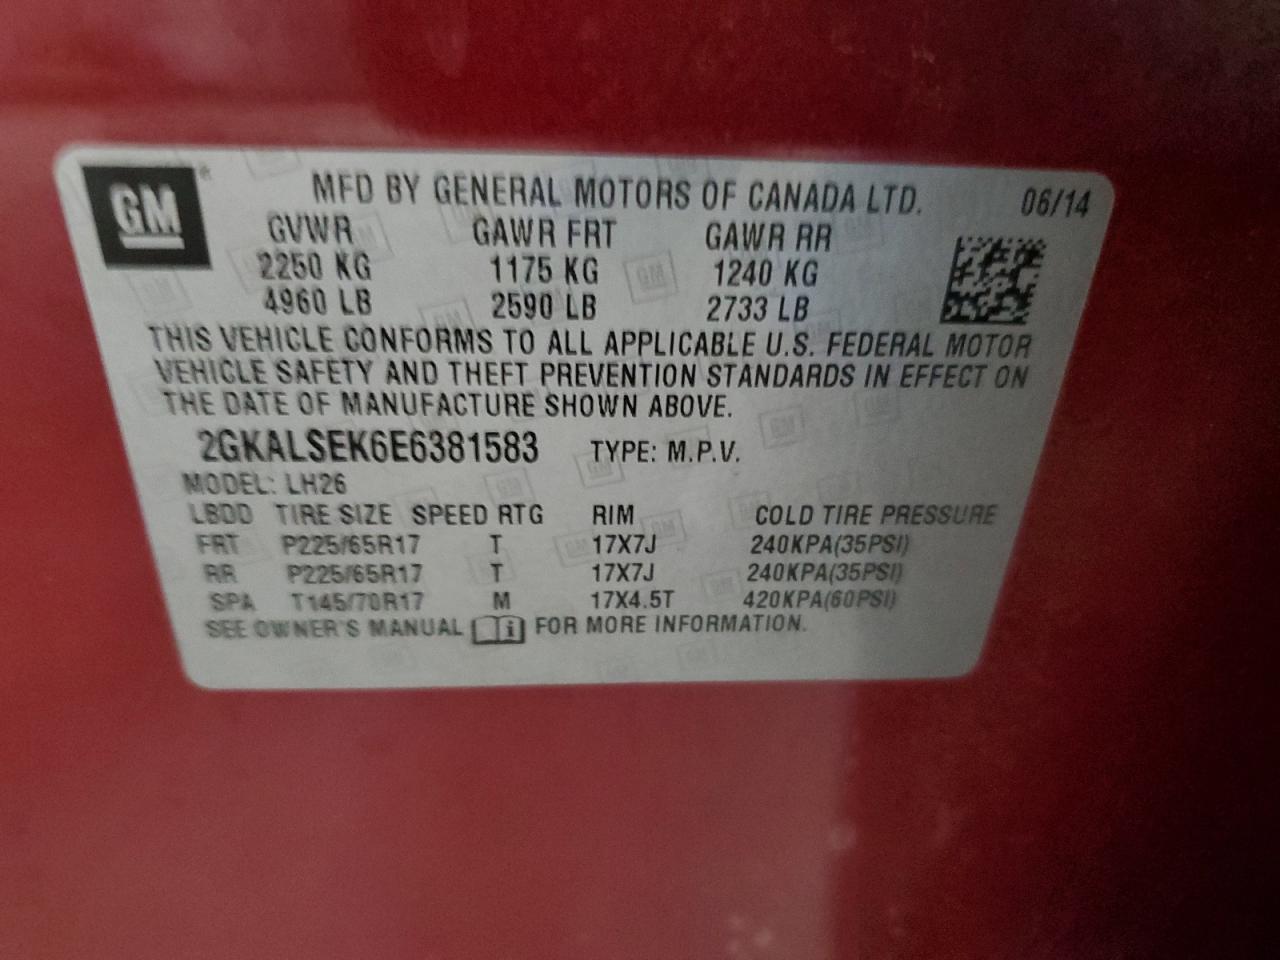 GM ®
MFD BY GENERAL MOTORS OF CANADA LTD. 06/14
GVWR GAWR FRT GAWR RR
2250 KG 1175 KG 1240 KG
4960 LB 2590 LB 2733 LB
THIS VEHICLE CONFORMS TO ALL APPLICABLE U.S. FEDERAL MOTOR
VEHICLE SAFETY AND THEFT PREVENTION STANDARDS IN EFFECT ON
THE DATE OF MANUFACTURE SHOWN ABOVE.
2GKALSEK6E6381583 TYPE: M.P.V.
MODEL: LH26
LBDD TIRE SIZE SPEED RTG RIM COLD TIRE PRESSURE
FRT P225/65R17 T 17X7J 240KPA(35PSI)
RR P225/65R17 T 17X7J 240KPA(35PSI)
SPA T145/70R17 M 17X4.5T 420KPA(60PSI)
SEE OWNER'S MANUAL i FOR MORE INFORMATION.